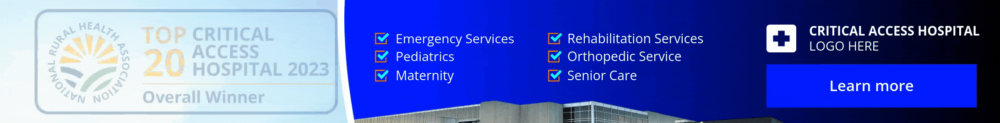 NATIONAL RURAL HEALTH ASSOCIATION
TOP 20
CRITICAL
ACCESS
HOSPITAL 2023
Overall Winner
Emergency Services
Pediatrics
Maternity
Rehabilitation Services
Orthopedic Service
Senior Care
CRITICAL ACCESS HOSPITAL
LOGO HERE
Learn more